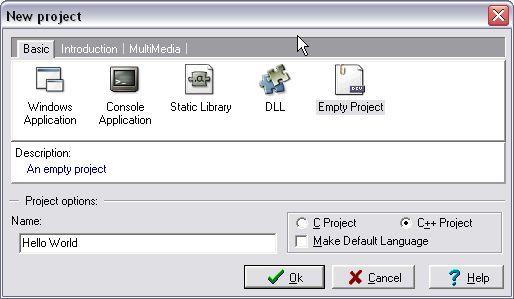 New project
Basic Introduction MultiMedia
Windows Application Console Application Static Library DLL Empty Project
DEV
Description:
An empty project
Project options:
Name:
C Project C++ Project
Hello World
Make Default Language
Ok Cancel Help